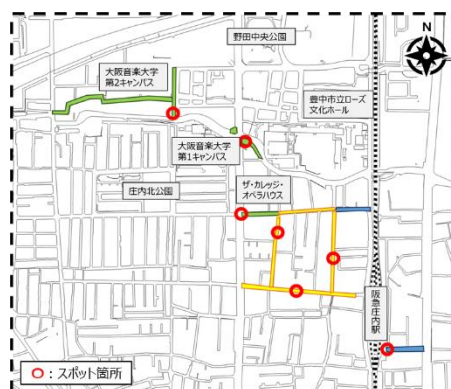 野田中央公園
N
大阪音楽大学
第2キャンパス
豊中市立ローズ
文化ホール
大阪音楽大学
第1キャンパス
庄内北公園
ザ・カレッジ・
オペラハウス
阪急庄内駅
○：スポット箇所